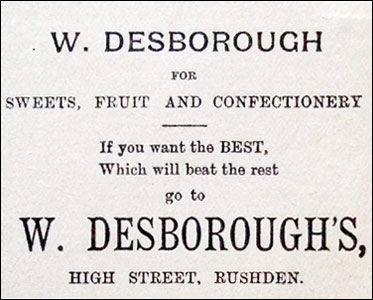 W. DESBOROUGH
FOR
SWEETS, FRUIT AND CONFECTIONERY
If you want the BEST,
Which will beat the rest
go to
W. DESBOROUGH'S,
HIGH STREET, RUSHDEN.